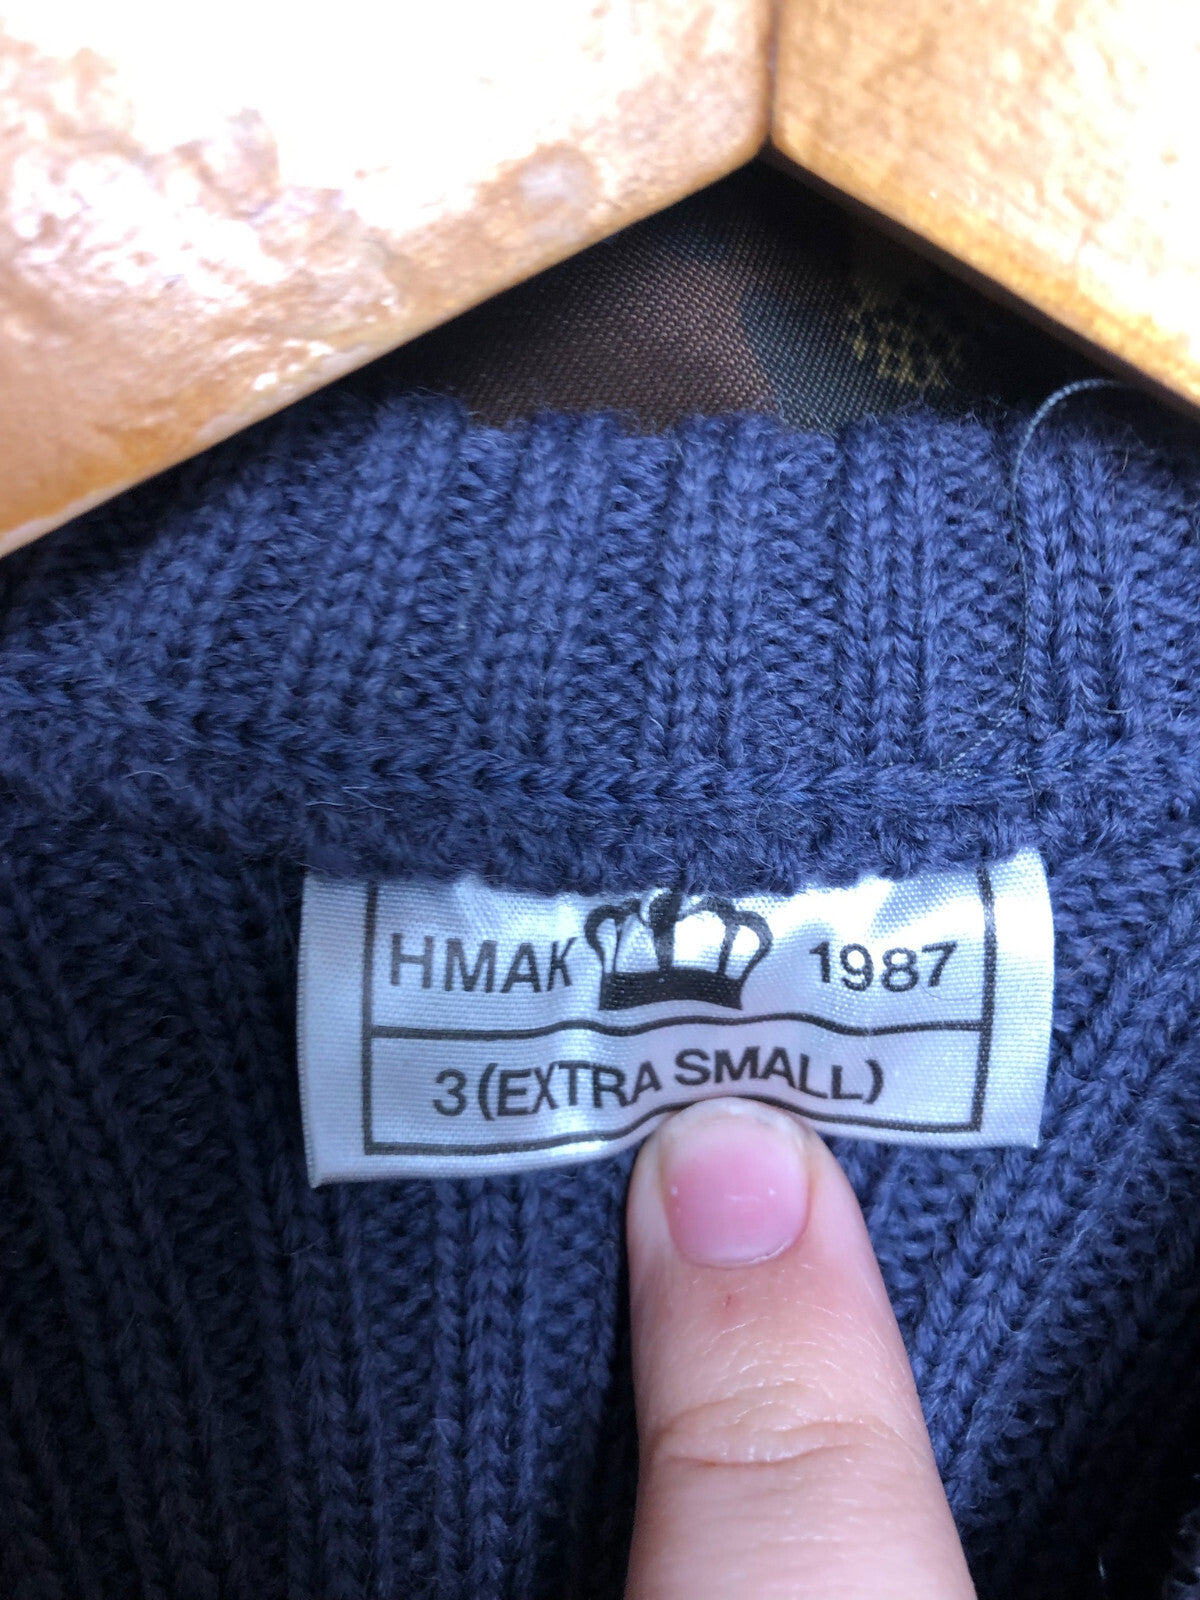 HMAK 1987
3 (EXTRA SMALL)